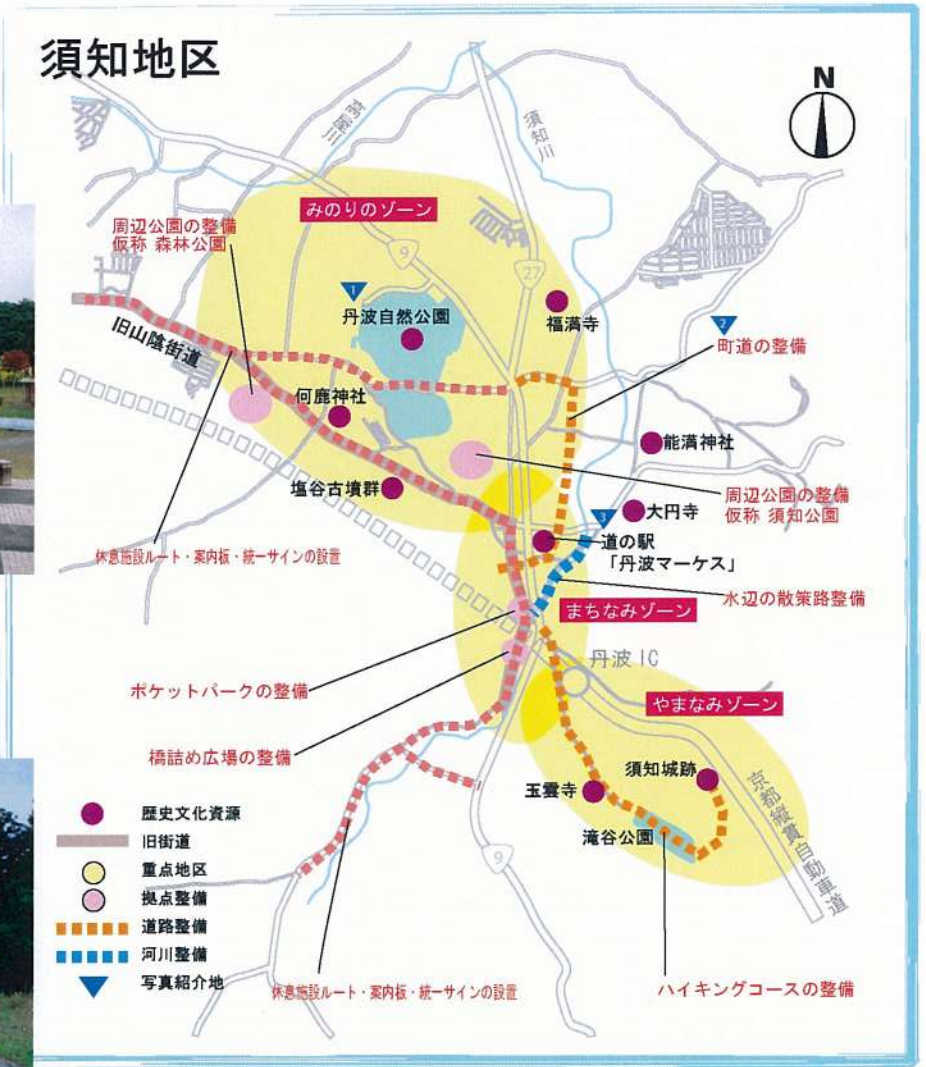 須知地区
N
高屋川
須知川
みのりのゾーン
周辺公園の整備
仮称 森林公園
9
27
1
丹波自然公園
福満寺
2
町道の整備
旧山陰街道
何鹿神社
能満神社
塩谷古墳群
周辺公園の整備
仮称 須知公園
大円寺
3
道の駅
「丹波マーケス」
休息施設ルート・案内板・統一サインの設置
水辺の散策路整備
まちなみゾーン
丹波IC
ポケットパークの整備
やまなみゾーン
橋詰め広場の整備
須知城跡
玉雲寺
滝谷公園
京都縦貫自動車道
9
歴史文化資源
旧街道
重点地区
拠点整備
道路整備
河川整備
写真紹介地
休息施設ルート・案内板・統一サインの設置
ハイキングコースの整備